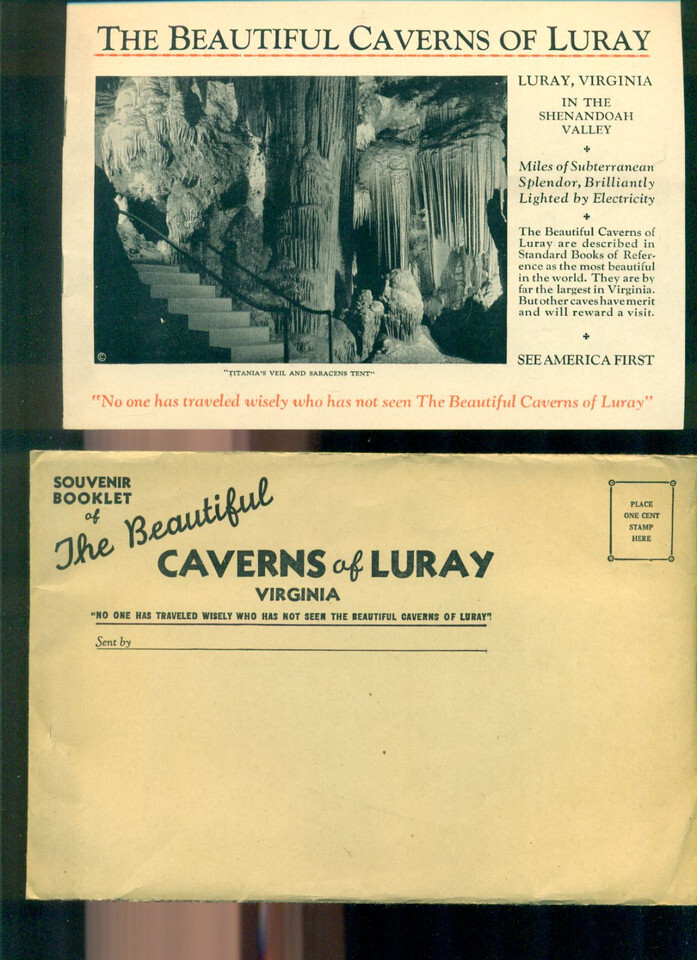 THE BEAUTIFUL CAVERNS OF LURAY
LURAY, VIRGINIA
IN THE
SHENANDOAH
VALLEY
Miles of Subterranean
Splendor, Brilliantly
Lighted by Electricity
The Beautiful Caverns of
Luray are described in
Standard Books of Refer-
ence as the most beautiful
in the world. They are by
far the largest in Virginia.
But other caves have merit
and will reward a visit.
SEE AMERICA FIRST
©
"TITANIA'S VEIL AND SARACENS TENT"
"No one has traveled wisely who has not seen The Beautiful Caverns of Luray"
SOUVENIR
BOOKLET
of
The Beautiful
CAVERNS of LURAY
VIRGINIA
"NO ONE HAS TRAVELED WISELY WHO HAS NOT SEEN THE BEAUTIFUL CAVERNS OF LURAY"
Sent by
PLACE
ONE CENT
STAMP
HERE